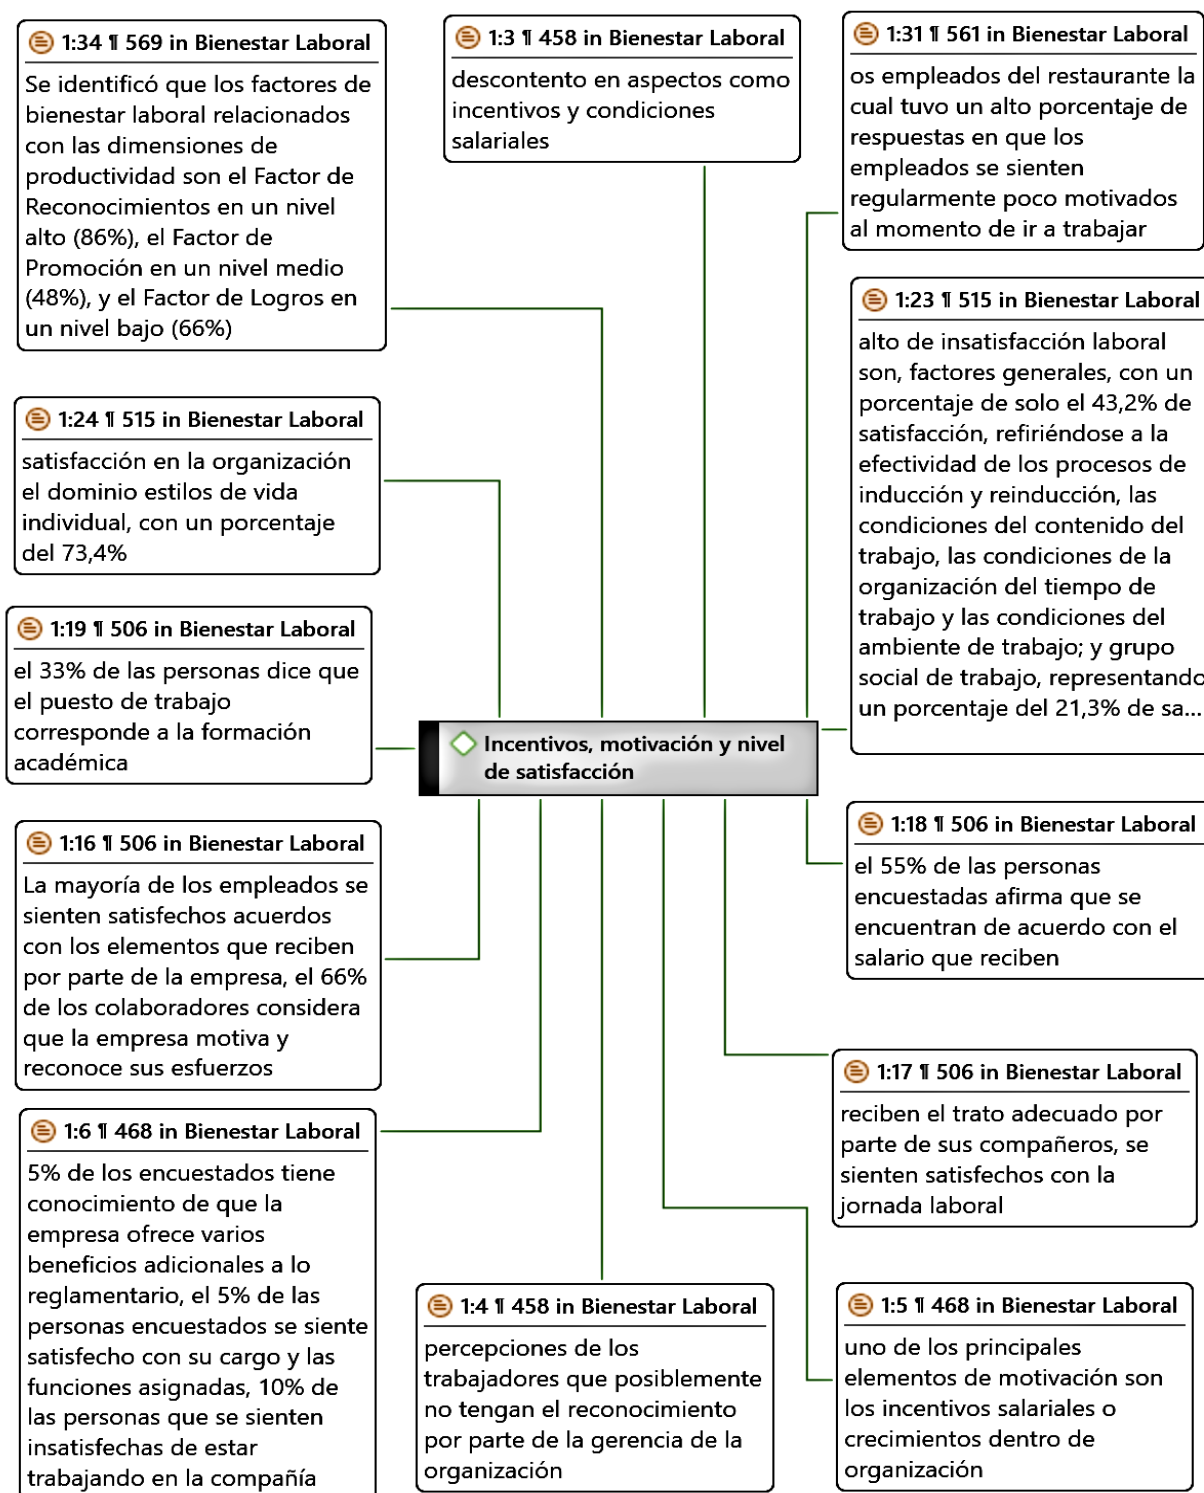 1:34 ¶ 569 in Bienestar Laboral
Se identificó que los factores de
bienestar laboral relacionados
con las dimensiones de
productividad son el Factor de
Reconocimientos en un nivel
alto (86%), el Factor de
Promoción en un nivel medio
(48%), y el Factor de Logros en
un nivel bajo (66%)
1:3 ¶ 458 in Bienestar Laboral
descontento en aspectos como
incentivos y condiciones
salariales
1:31 ¶ 561 in Bienestar Laboral
os empleados del restaurante la
cual tuvo un alto porcentaje de
respuestas en que los
empleados se sienten
regularmente poco motivados
al momento de ir a trabajar
1:24 ¶ 515 in Bienestar Laboral
satisfacción en la organización
el dominio estilos de vida
individual, con un porcentaje
del 73,4%
1:23 ¶ 515 in Bienestar Laboral
alto de insatisfacción laboral
son, factores generales, con un
porcentaje de solo el 43,2% de
satisfacción, refiriéndose a la
efectividad de los procesos de
inducción y reinducción, las
condiciones del contenido del
trabajo, las condiciones de la
organización del tiempo de
trabajo y las condiciones del
ambiente de trabajo; y grupo
social de trabajo, representando
un porcentaje del 21,3% de sa...
1:19 ¶ 506 in Bienestar Laboral
el 33% de las personas dice que
el puesto de trabajo
corresponde a la formación
académica
Incentivos, motivación y nivel
de satisfacción
1:16 ¶ 506 in Bienestar Laboral
La mayoría de los empleados se
sienten satisfechos acuerdos
con los elementos que reciben
por parte de la empresa, el 66%
de los colaboradores considera
que la empresa motiva y
reconoce sus esfuerzos
1:18 ¶ 506 in Bienestar Laboral
el 55% de las personas
encuestadas afirma que se
encuentran de acuerdo con el
salario que reciben
1:17 ¶ 506 in Bienestar Laboral
reciben el trato adecuado por
parte de sus compañeros, se
sienten satisfechos con la
jornada laboral
1:6 ¶ 468 in Bienestar Laboral
5% de los encuestados tiene
conocimiento de que la
empresa ofrece varios
beneficios adicionales a lo
reglamentario, el 5% de las
personas encuestados se siente
satisfecho con su cargo y las
funciones asignadas, 10% de
las personas que se sienten
insatisfechas de estar
trabajando en la compañía
1:4 ¶ 458 in Bienestar Laboral
percepciones de los
trabajadores que posiblemente
no tengan el reconocimiento
por parte de la gerencia de la
organización
1:5 ¶ 468 in Bienestar Laboral
uno de los principales
elementos de motivación son
los incentivos salariales o
crecimientos dentro de
organización